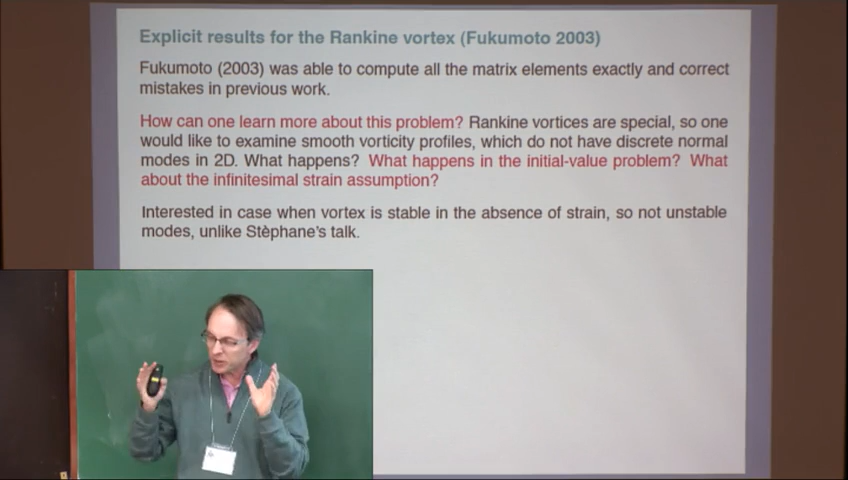 Explicit results for the Rankine vortex (Fukumoto 2003)
Fukumoto (2003) was able to compute all the matrix elements exactly and correct
mistakes in previous work.
How can one learn more about this problem? Rankine vortices are special, so one
would like to examine smooth vorticity profiles, which do not have discrete normal
modes in 2D. What happens? What happens in the initial-value problem? What
about the infinitesimal strain assumption?
Interested in case when vortex is stable in the absence of strain, so not unstable
modes, unlike Stèphane's talk.